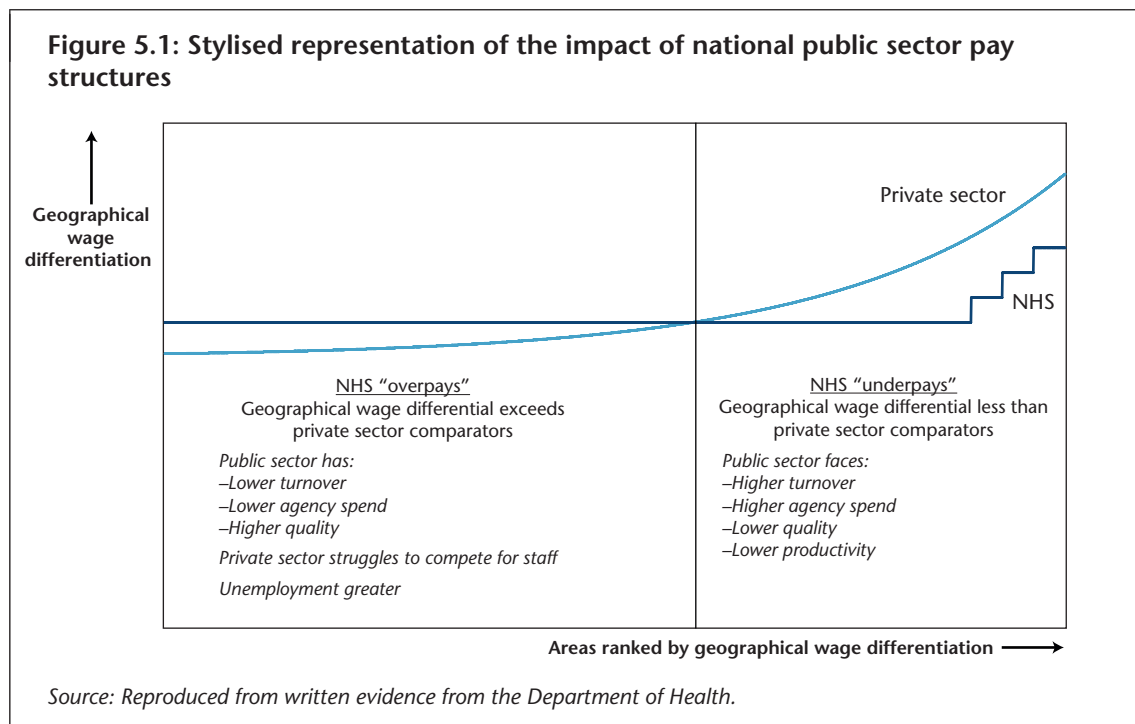 Figure 5.1: Stylised representation of the impact of national public sector pay
structures
Geographical
wage
differentiation
Private sector
NHS
NHS “overpays”
Geographical wage differential exceeds
private sector comparators
Public sector has:
–Lower turnover
–Lower agency spend
–Higher quality
Private sector struggles to compete for staff
Unemployment greater
NHS “underpays”
Geographical wage differential less than
private sector comparators
Public sector faces:
–Higher turnover
–Higher agency spend
–Lower quality
–Lower productivity
Areas ranked by geographical wage differentiation
Source: Reproduced from written evidence from the Department of Health.